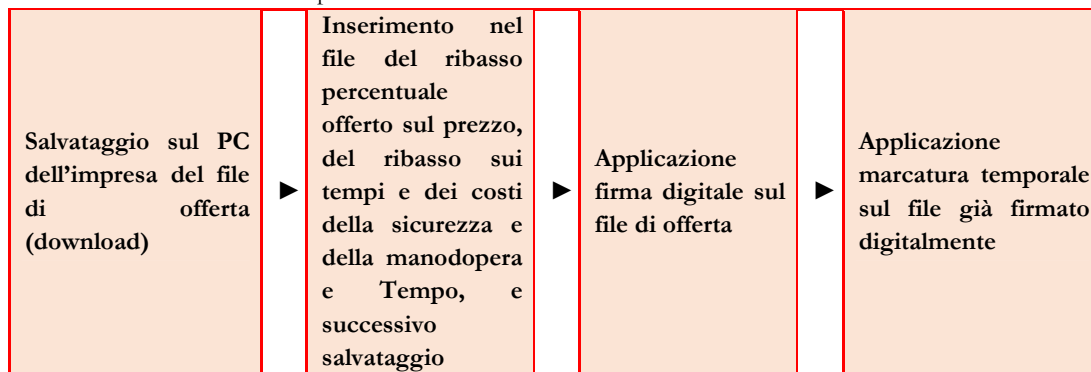 Salvataggio sul PC
dell'impresa del file
di offerta
(download)
►
Inserimento nel
file del ribasso
percentuale
offerto sul prezzo,
del ribasso sui
tempi e dei costi
della sicurezza e
della manodopera
e Tempo, e
successivo
salvataggio
►
Applicazione
firma digitale sul
file di offerta
►
Applicazione
marcatura temporale
sul file già firmato
digitalmente